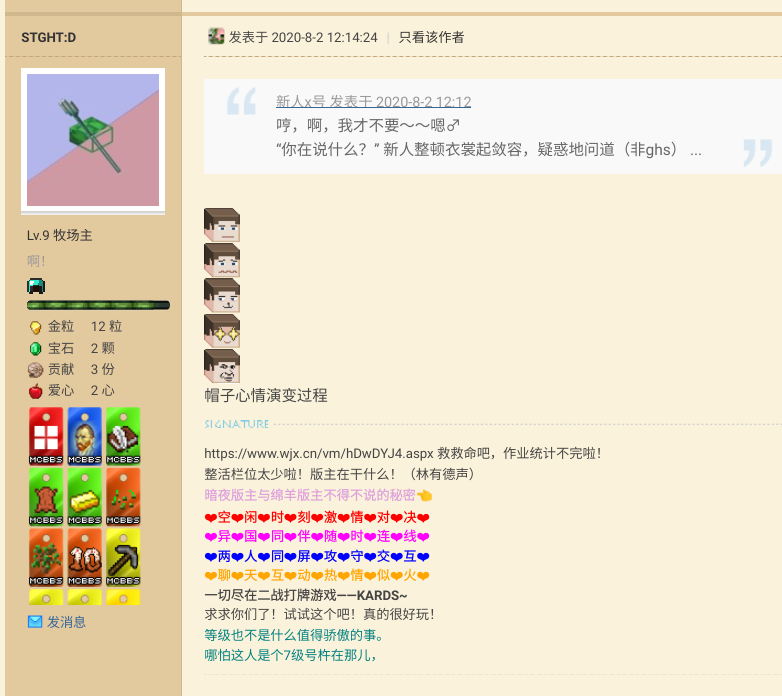 STGHT:D
发表于 2020-8-2 12:14:24 | 只看该作者
新人x号 发表于 2020-8-2 12:12
哼，啊，我才不要～～嗯♂
“你在说什么？” 新人整顿衣裳起敛容，疑惑地问道（非ghs） ...
Lv.9 牧场主
啊！
金粒 12 粒
宝石 2 颗
贡献 3 份
爱心 2 心
MCBBS MCBBS MCBBS
MCBBS MCBBS MCBBS
10
MCBBS MCBBS MCBBS
发消息
帽子心情演变过程
SIGNATURE
https://www.wjx.cn/vm/hDwDYJ4.aspx 救救命吧，作业统计不完啦！
整活栏位太少啦！版主在干什么！（林有德声）
暗夜版主与绵羊版主不得不说的秘密👈
❤空❤闲❤时❤刻❤激❤情❤对❤决❤
❤异❤国❤同❤伴❤随❤时❤连❤线❤
❤两❤人❤同❤屏❤攻❤守❤交❤互❤
❤聊❤天❤互❤动❤热❤情❤似❤火❤
一切尽在二战打牌游戏——KARDS~
求求你们了！试试这个吧！真的很好玩！
等级也不是什么值得骄傲的事。
哪怕这人是个7级号杵在那儿，